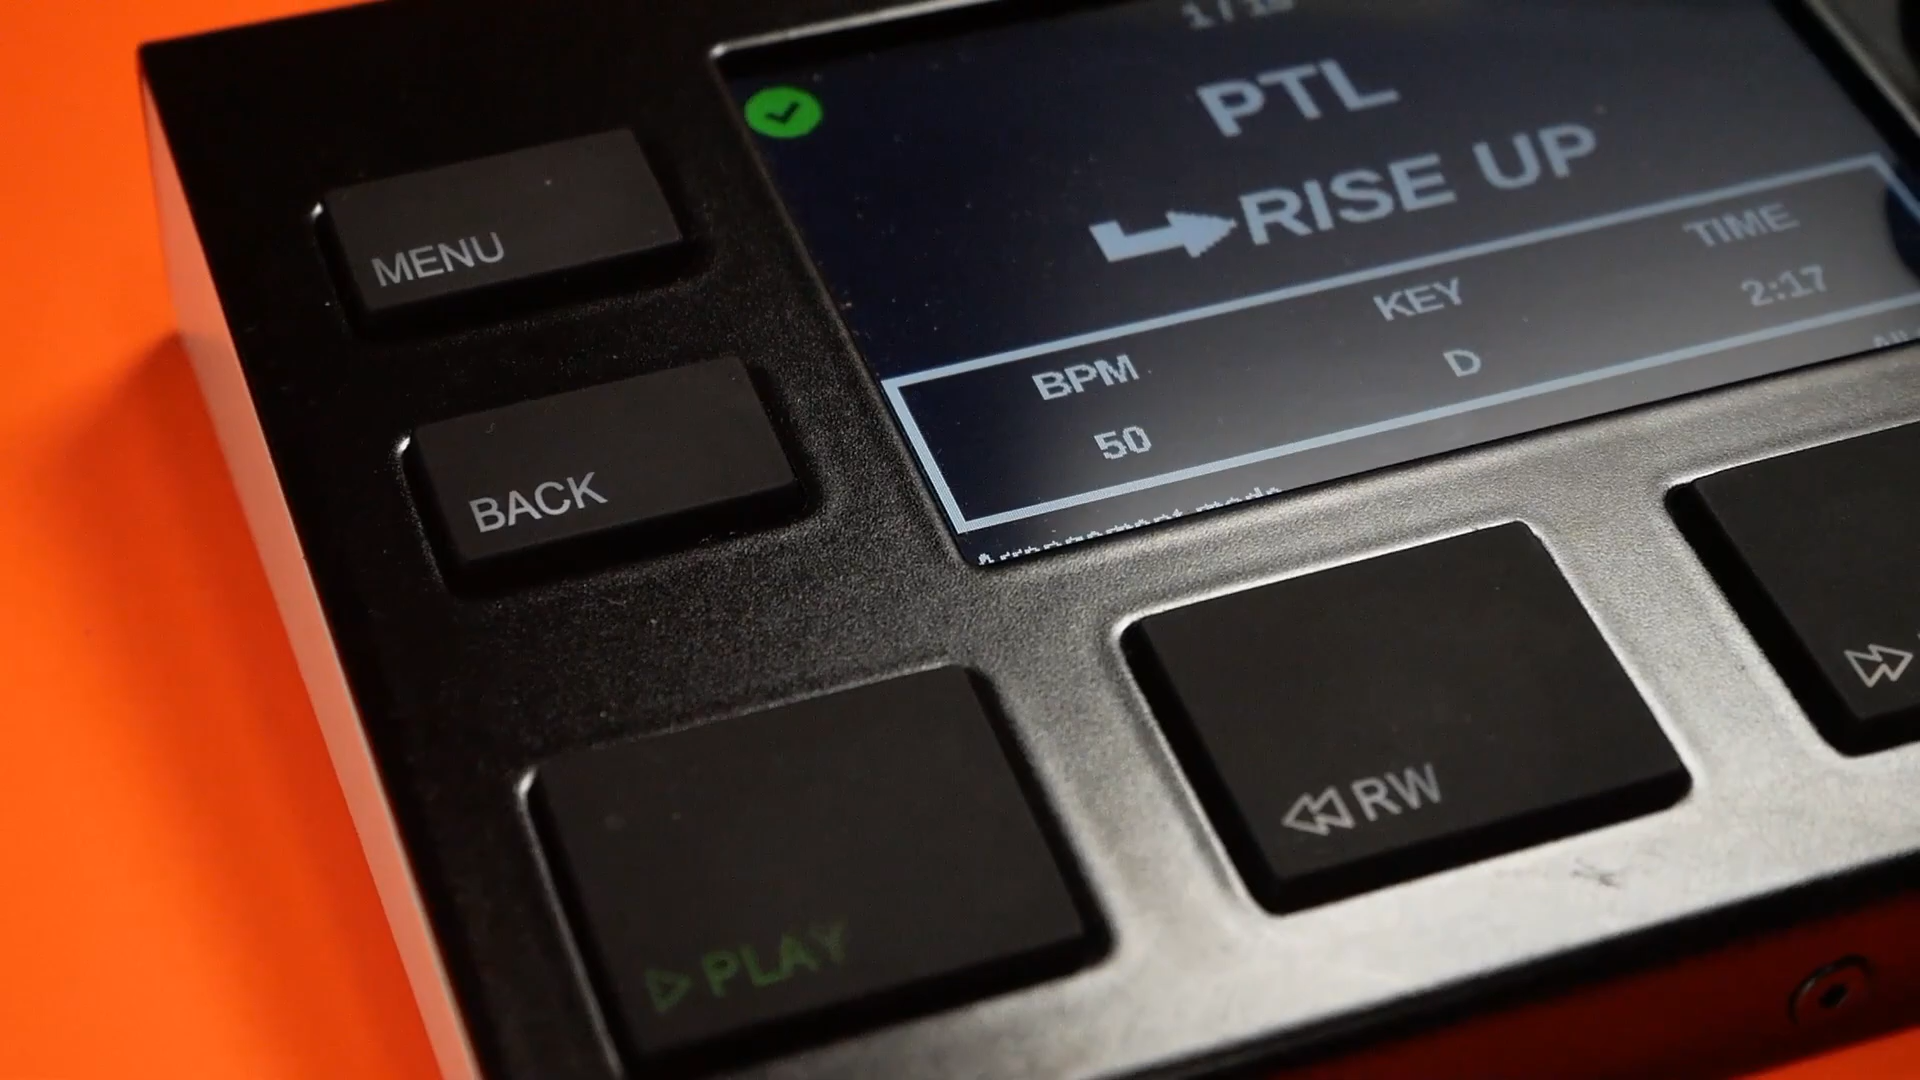 PTL
RISE UP
BPM
KEY
TIME
50
D
2:17
MENU
BACK
PLAY
RW